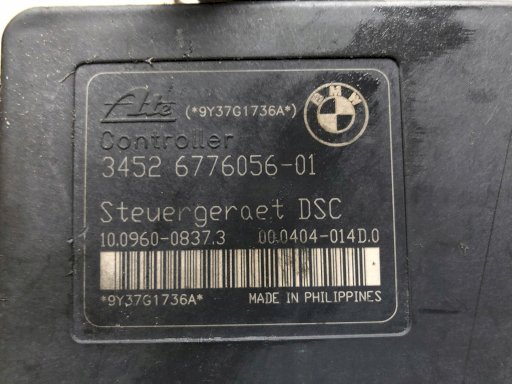 Ate (*9Y37G1736A*) BMW
Controller
3452 6776056-01
Steuergeraet DSC
10.0960-0837.3 00.0404-014D.0
*9Y37G1736A* MADE IN PHILIPPINES